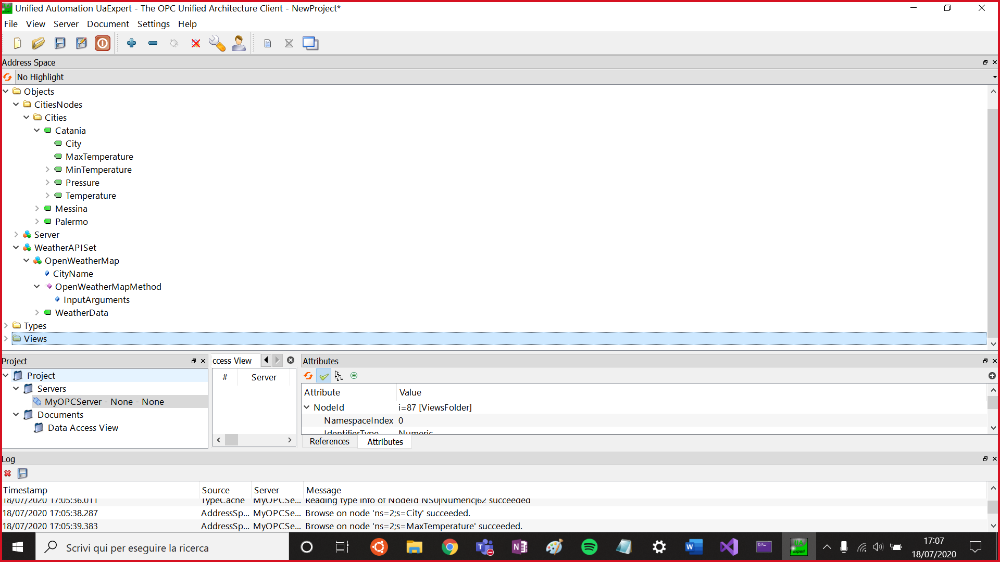 Unified Automation UaExpert - The OPC Unified Architecture Client - NewProject*
File View Server Document Settings Help
Address Space
No Highlight
Objects
CitiesNodes
Cities
Catania
City
MaxTemperature
MinTemperature
Pressure
Temperature
Messina
Palermo
Server
WeatherAPISet
OpenWeatherMap
CityName
OpenWeatherMapMethod
InputArguments
WeatherData
Types
Views
Project
Project
Servers
MyOPCServer - None - None
Documents
Data Access View
ccess View
# Server
Attributes
Attribute Value
NodeId i=87 [ViewsFolder]
NamespaceIndex 0
IdentifierType Numeric
References Attributes
Log
Timestamp Source Server Message
18/07/2020 17:05:36.011 TypeCache MyOPCSe... Reading type info of NodeId NS0|Numeric|62 succeeded
18/07/2020 17:05:38.287 AddressSp... MyOPCSe... Browse on node 'ns=2;s=City' succeeded.
18/07/2020 17:05:39.383 AddressSp... MyOPCSe... Browse on node 'ns=2;s=MaxTemperature' succeeded.
Scrivi qui per eseguire la ricerca
17:07
18/07/2020